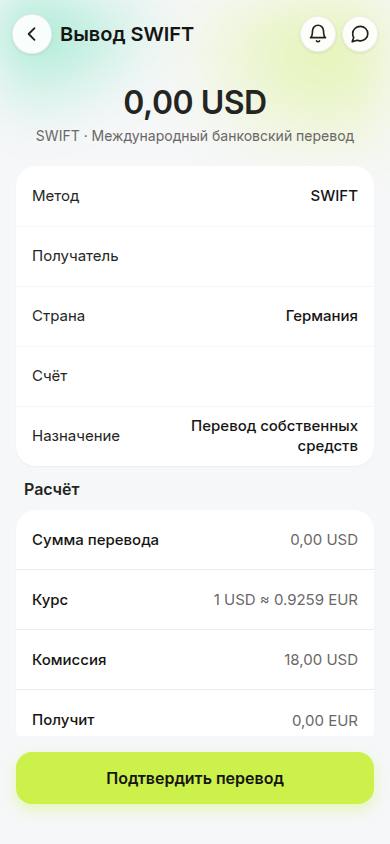 Вывод SWIFT
0,00 USD
SWIFT · Международный банковский перевод
Метод
SWIFT
Получатель
Страна
Германия
Счёт
Назначение
Перевод собственных
средств
Расчёт
Сумма перевода
0,00 USD
Курс
1 USD ≈ 0.9259 EUR
Комиссия
18,00 USD
Получит
0,00 EUR
Подтвердить перевод